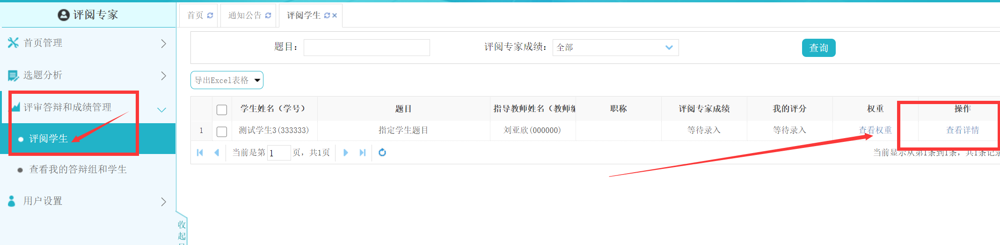 评阅专家
首页管理
选题分析
评审答辩和成绩管理
评阅学生
查看我的答辩组和学生
用户设置
收起
首页 通知公告 评阅学生
题目： 评阅专家成绩： 全部 查询
导出Excel表格
学生姓名（学号） 题目 指导教师姓名（教师编 职称 评阅专家成绩 我的评分 权重 操作
1 测试学生3(333333) 指定学生题目 刘亚欣(000000) 等待录入 等待录入 查看权重 查看详情
当前是第 1 页，共1页 当前显示从第1条到1条，共1条记录